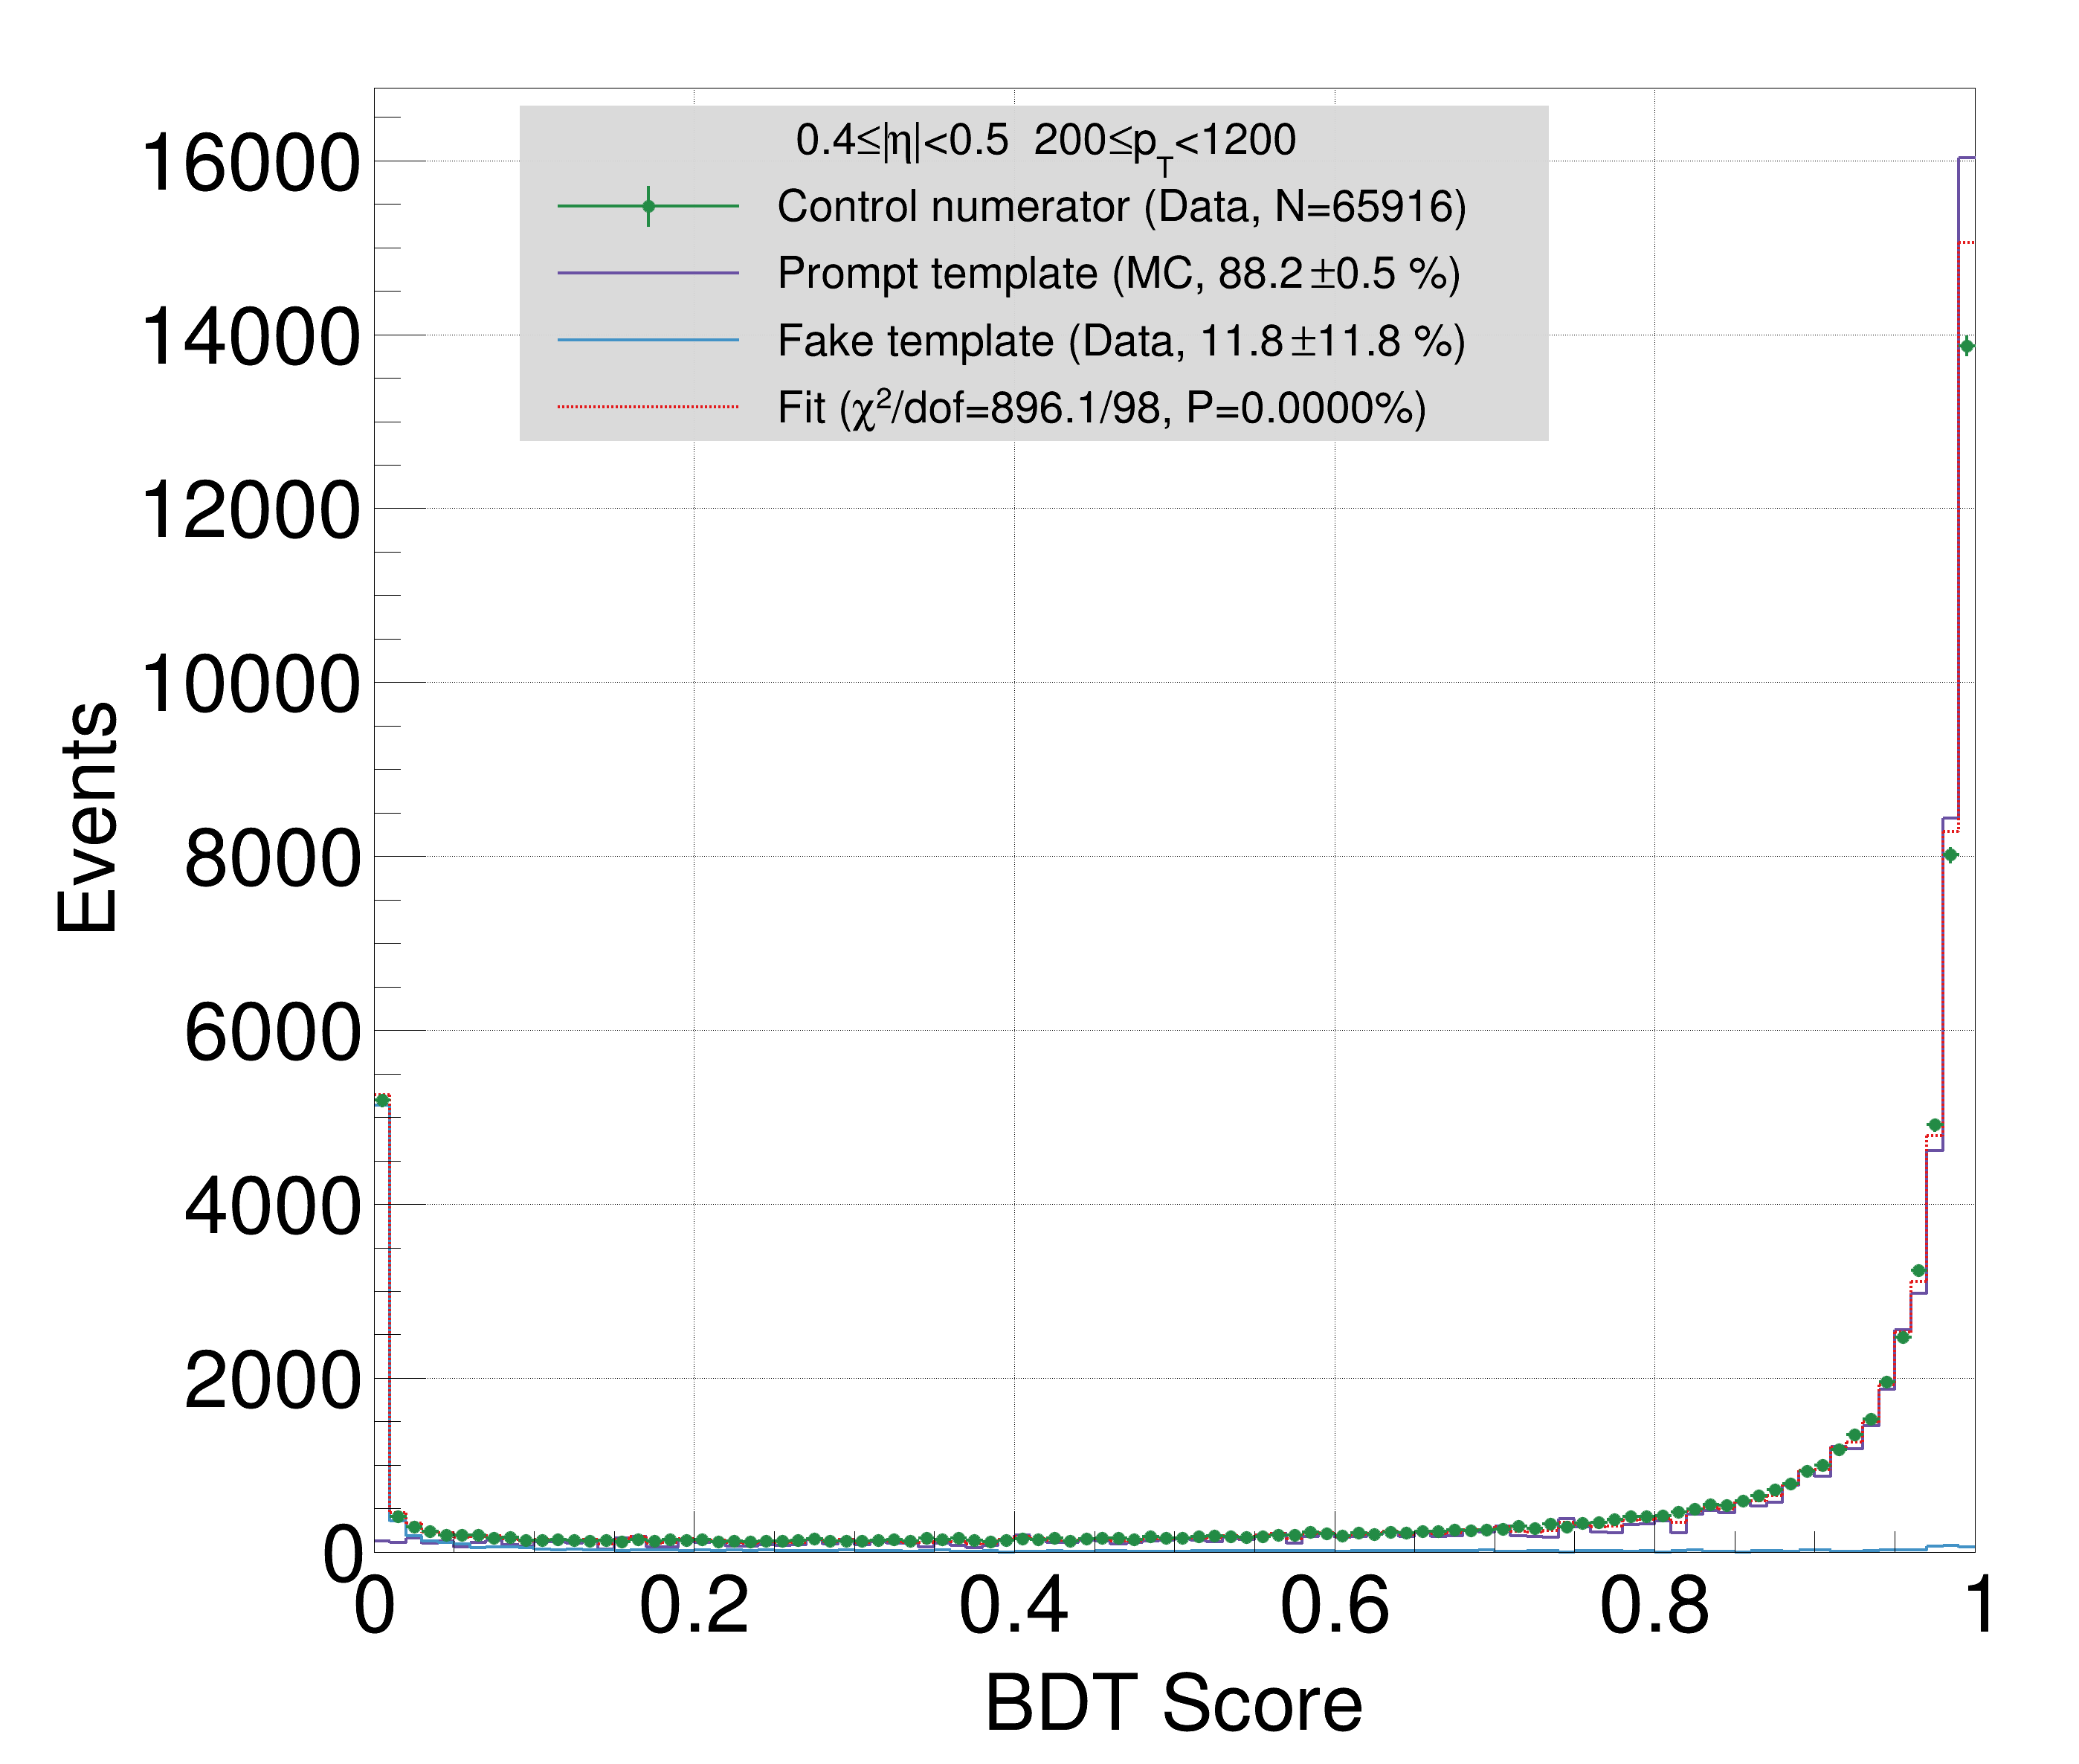 0.4≤|η|<0.5 200≤pT<1200
Control numerator (Data, N=65916)
Prompt template (MC, 88.2±0.5 %)
Fake template (Data, 11.8±11.8 %)
Fit (χ²/dof=896.1/98, P=0.0000%)
16000
14000
12000
10000
8000
6000
4000
2000
0
Events
0 0.2 0.4 0.6 0.8 1
BDT Score